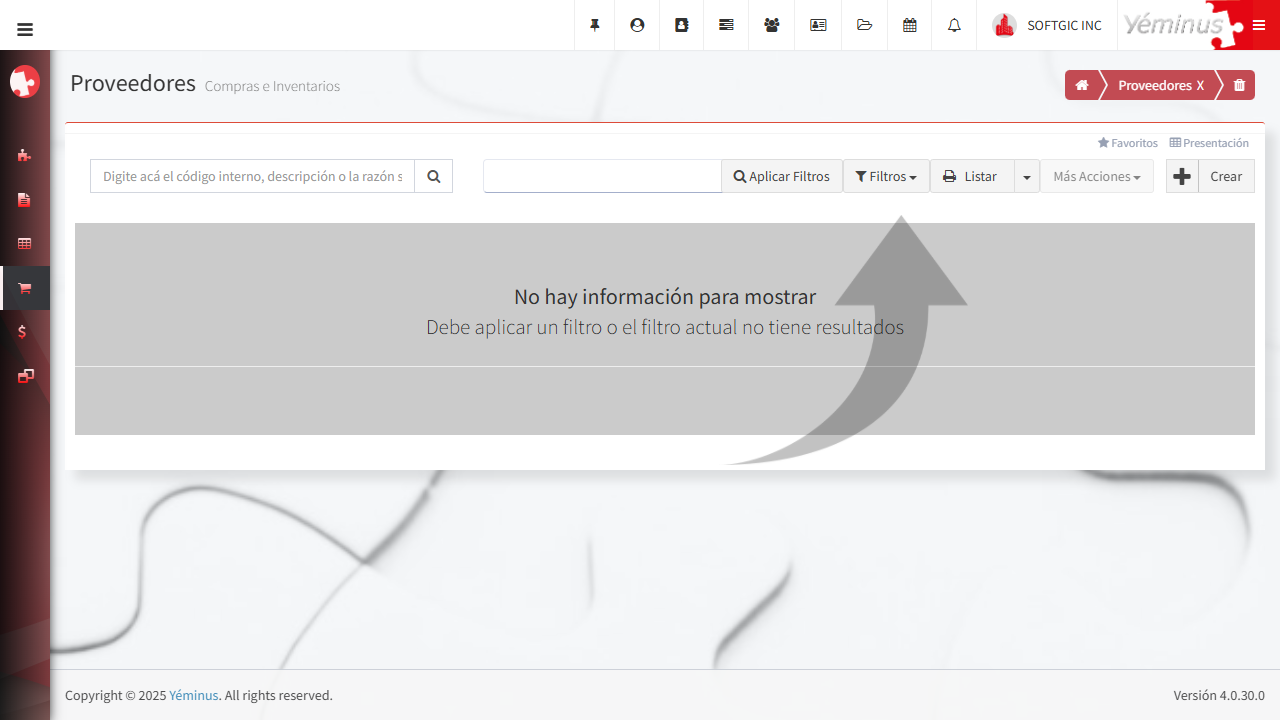 SOFTGIC INC
Yéminus
Proveedores Compras e Inventarios
Proveedores X
Favoritos Presentación
Digite acá el código interno, descripción o la razón s
Aplicar Filtros Filtros Listar Más Acciones Crear
No hay información para mostrar
Debe aplicar un filtro o el filtro actual no tiene resultados
Copyright © 2025 Yéminus. All rights reserved.
Versión 4.0.30.0